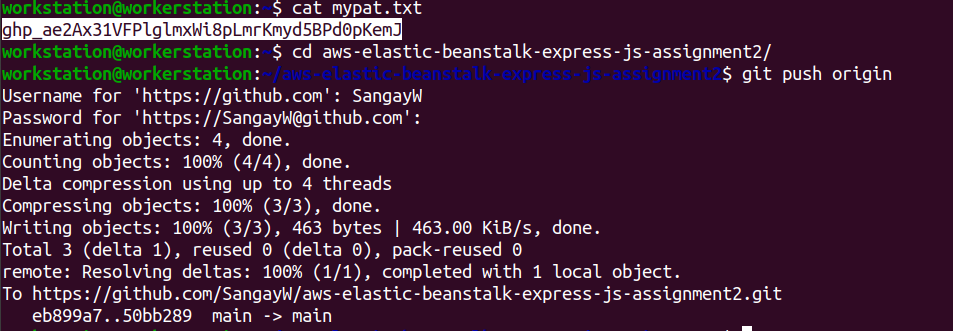 workstation@workerstation:~$ cat mypat.txt
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
workstation@workerstation:~$ cd aws-elastic-beanstalk-express-js-assignment2/
workstation@workerstation:~/aws-elastic-beanstalk-express-js-assignment2$ git push origin
Username for 'https://github.com': SangayW
Password for 'https://SangayW@github.com':
Enumerating objects: 4, done.
Counting objects: 100% (4/4), done.
Delta compression using up to 4 threads
Compressing objects: 100% (3/3), done.
Writing objects: 100% (3/3), 463 bytes | 463.00 KiB/s, done.
Total 3 (delta 1), reused 0 (delta 0), pack-reused 0
remote: Resolving deltas: 100% (1/1), completed with 1 local object.
To https://github.com/SangayW/aws-elastic-beanstalk-express-js-assignment2.git
   eb899a7..50bb289  main -> main